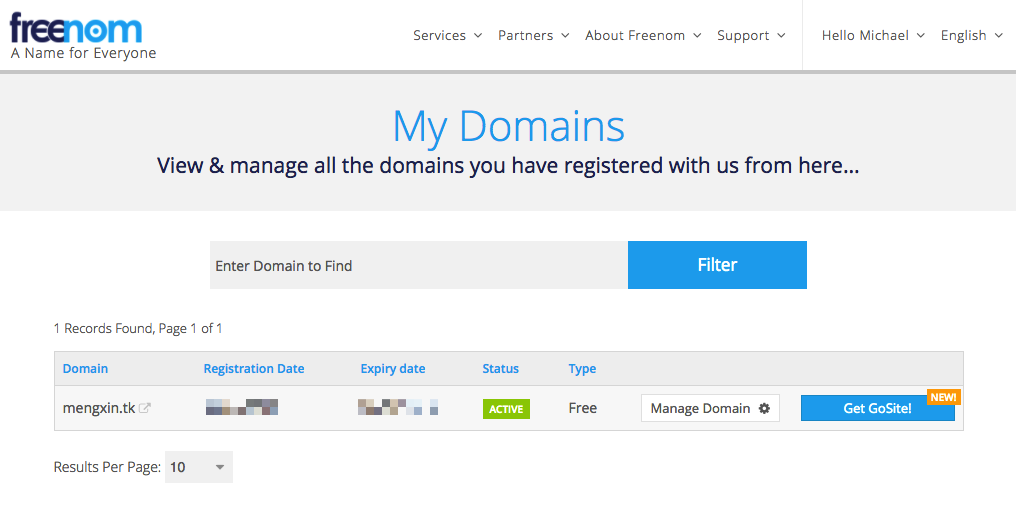 freenom
A Name for Everyone
Services Partners About Freenom Support Hello Michael English
My Domains
View & manage all the domains you have registered with us from here...
Enter Domain to Find Filter
1 Records Found, Page 1 of 1
Domain Registration Date Expiry date Status Type
mengxin.tk ACTIVE Free Manage Domain Get GoSite! NEW!
Results Per Page: 10